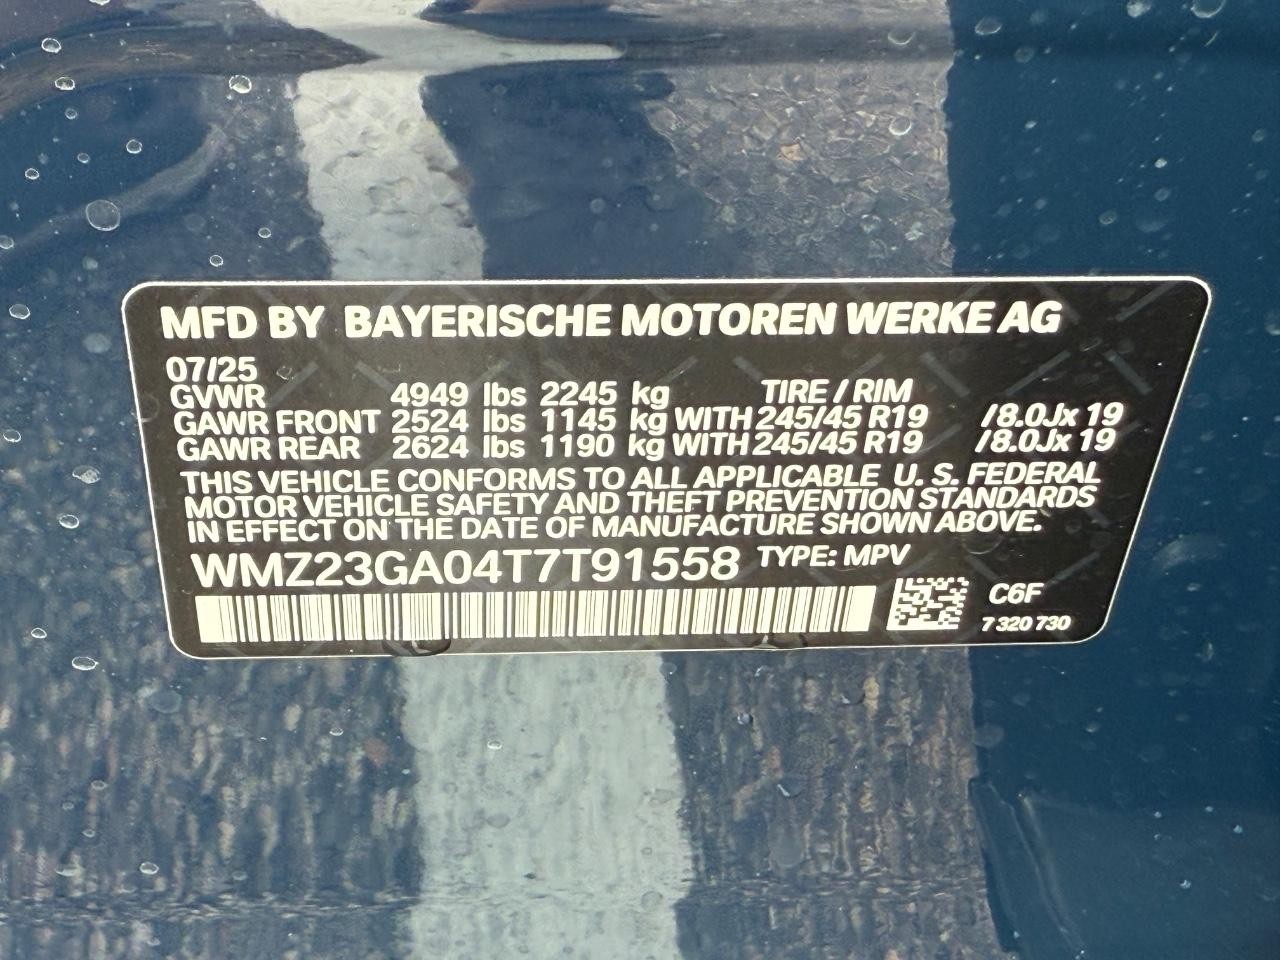 MFD BY BAYERISCHE MOTOREN WERKE AG
07/25
GVWR 4949 lbs 2245 kg TIRE / RIM
GAWR FRONT 2524 lbs 1145 kg WITH 245/45 R19 /8.0Jx 19
GAWR REAR 2624 lbs 1190 kg WITH 245/45 R19 /8.0Jx 19
THIS VEHICLE CONFORMS TO ALL APPLICABLE U. S. FEDERAL
MOTOR VEHICLE SAFETY AND THEFT PREVENTION STANDARDS
IN EFFECT ON THE DATE OF MANUFACTURE SHOWN ABOVE.
WMZ23GA04T7T91558 TYPE: MPV
C6F
7 320 730